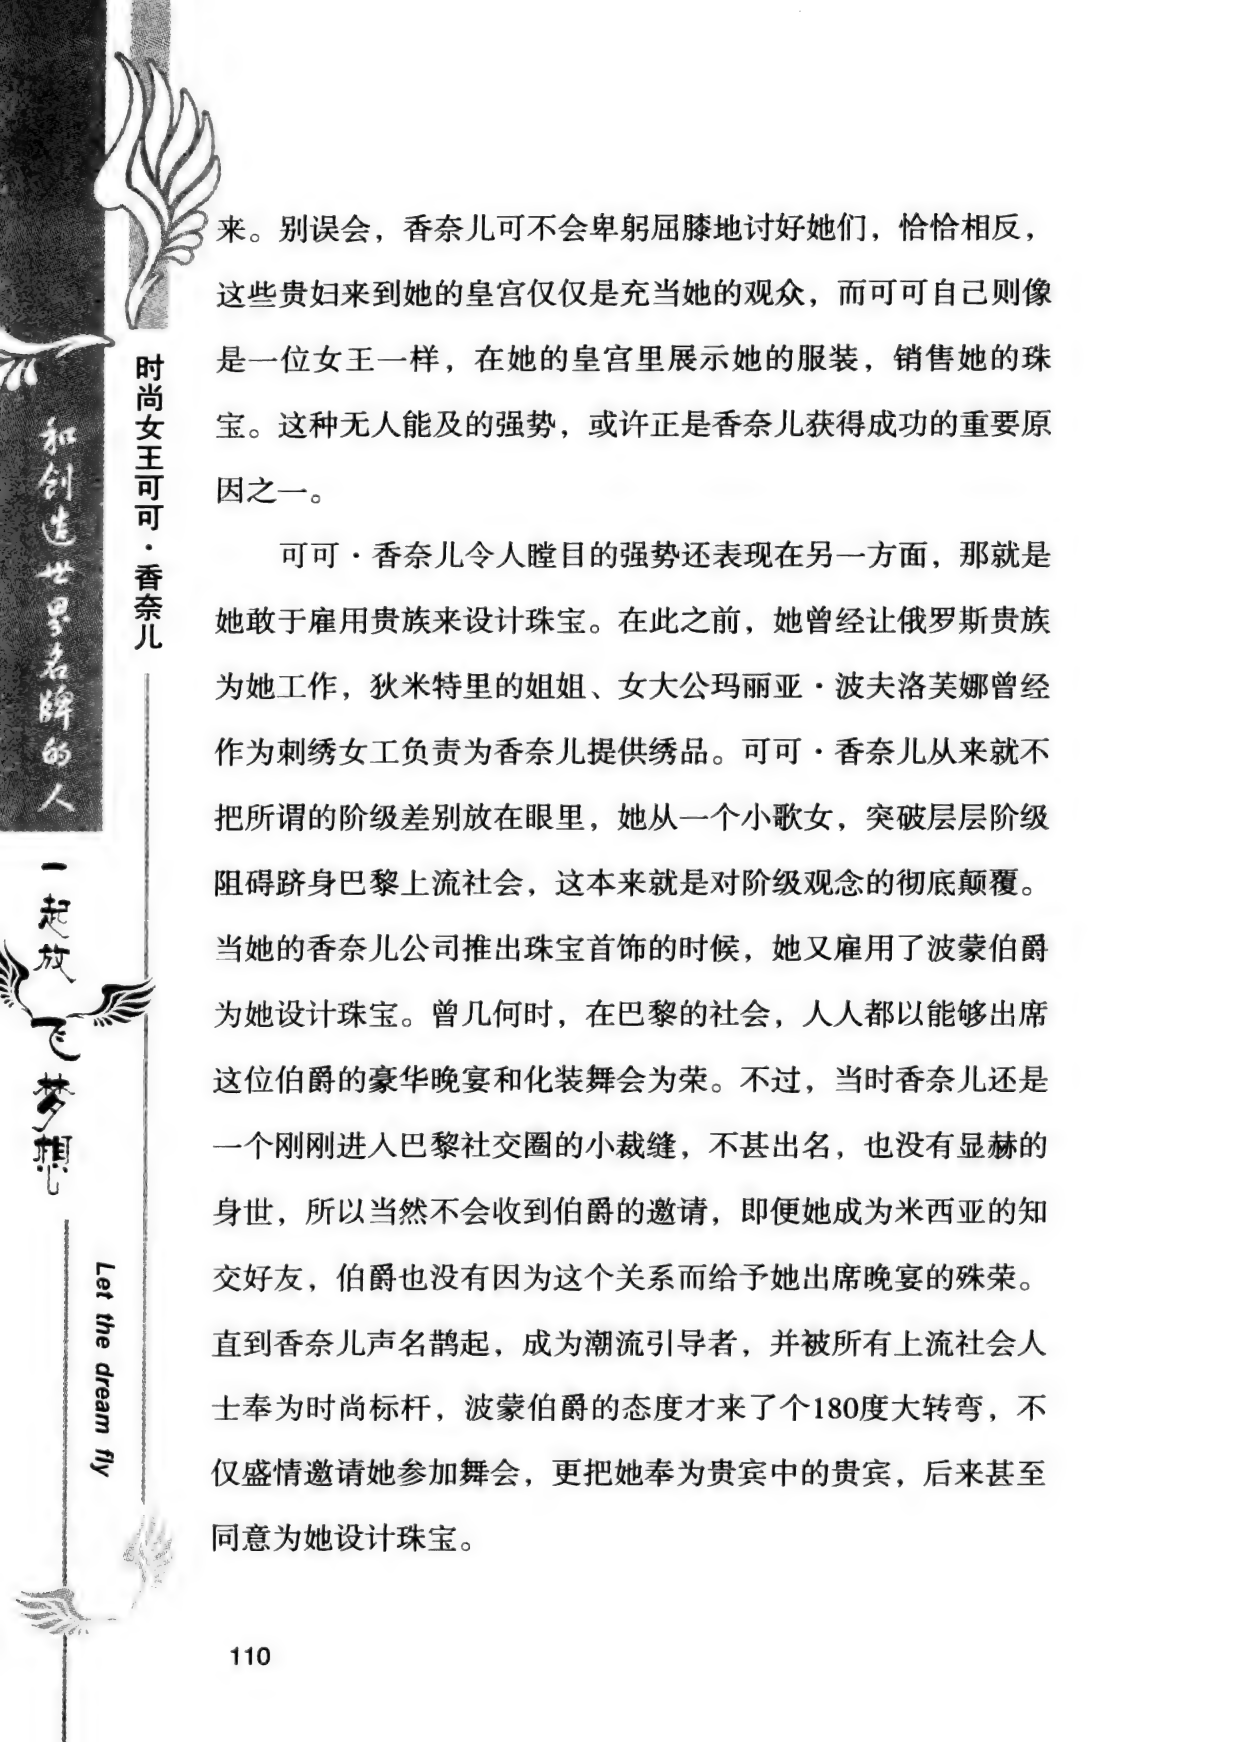 和创造世界名牌的人
一起放飞梦想
Let the dream fly
时尚女王可可·香奈儿
来。别误会，香奈儿可不会卑躬屈膝地讨好她们，恰恰相反，
这些贵妇来到她的皇宫仅仅是充当她的观众，而可可自己则像
是一位女王一样，在她的皇宫里展示她的服装，销售她的珠
宝。这种无人能及的强势，或许正是香奈儿获得成功的重要原
因之一。
可可·香奈儿令人瞠目的强势还表现在另一方面，那就是
她敢于雇用贵族来设计珠宝。在此之前，她曾经让俄罗斯贵族
为她工作，狄米特里的姐姐、女大公玛丽亚·波夫洛芙娜曾经
作为刺绣女工负责为香奈儿提供绣品。可可·香奈儿从来就不
把所谓的阶级差别放在眼里，她从一个小歌女，突破层层阶级
阻碍跻身巴黎上流社会，这本来就是对阶级观念的彻底颠覆。
当她的香奈儿公司推出珠宝首饰的时候，她又雇用了波蒙伯爵
为她设计珠宝。曾几何时，在巴黎的社会，人人都以能够出席
这位伯爵的豪华晚宴和化装舞会为荣。不过，当时香奈儿还是
一个刚刚进入巴黎社交圈的小裁缝，不甚出名，也没有显赫的
身世，所以当然不会收到伯爵的邀请，即便她成为米西亚的知
交好友，伯爵也没有因为这个关系而给予她出席晚宴的殊荣。
直到香奈儿声名鹊起，成为潮流引导者，并被所有上流社会人
士奉为时尚标杆，波蒙伯爵的态度才来了个180度大转弯，不
仅盛情邀请她参加舞会，更把她奉为贵宾中的贵宾，后来甚至
同意为她设计珠宝。
110